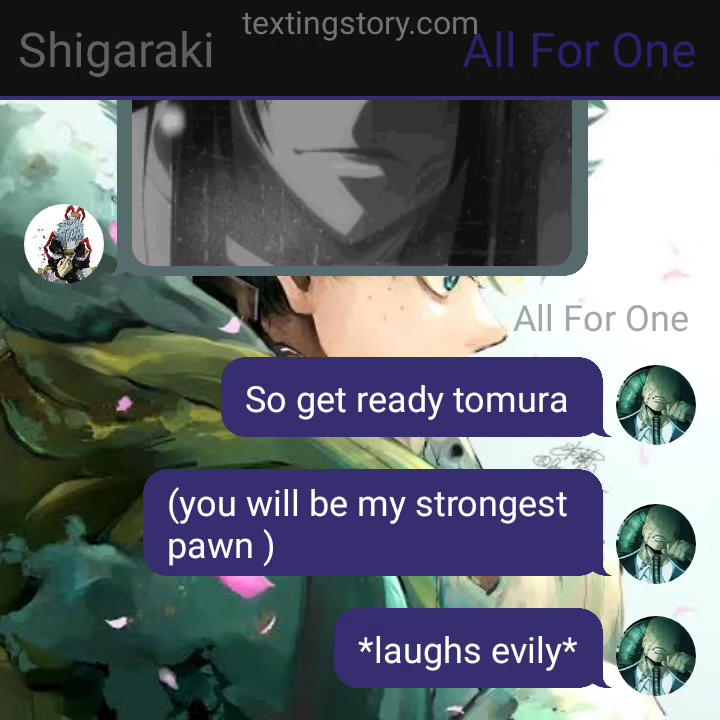 textingstory.com
Shigaraki
All For One
All For One
So get ready tomura
(you will be my strongest
pawn )
*laughs evily*